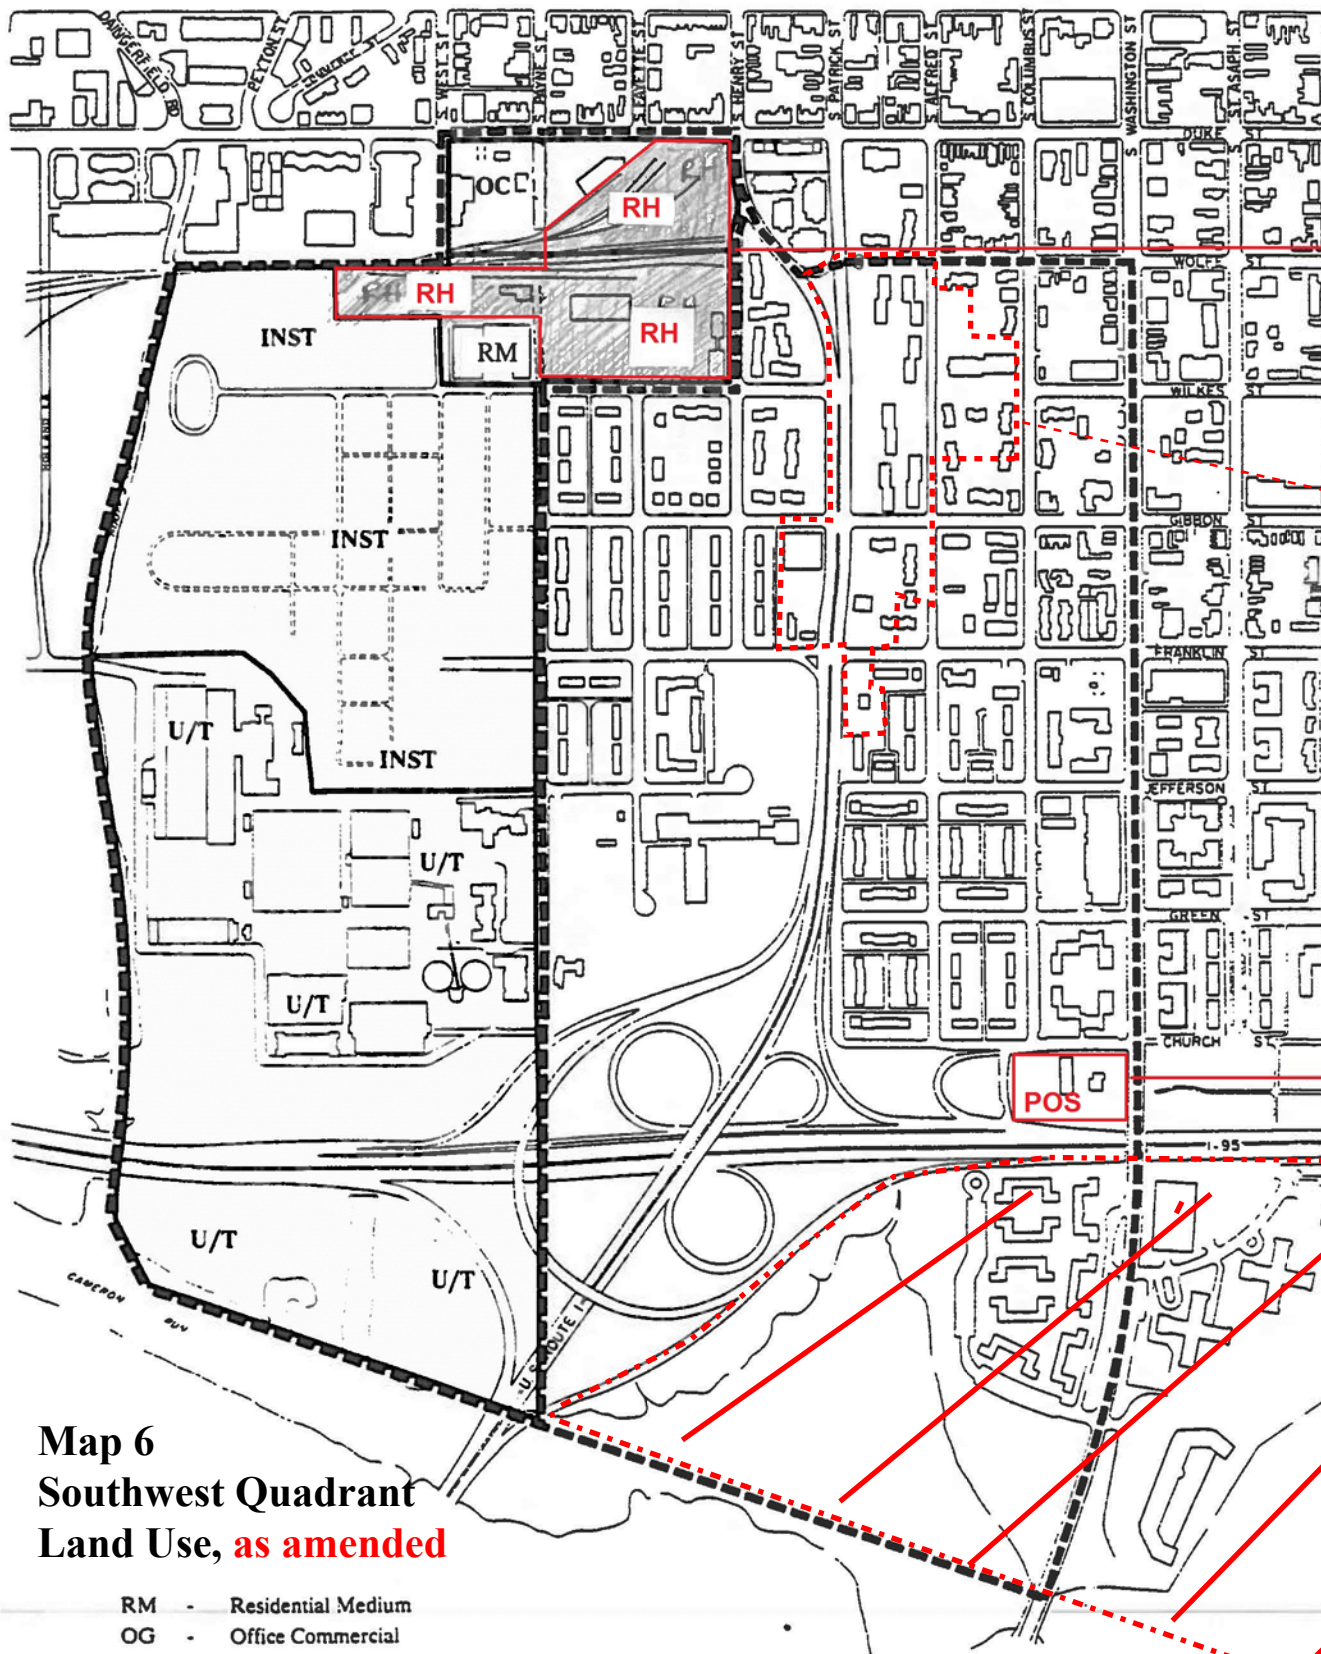 DAINGERFIELD RD
PEYTON ST
S. WEST ST
S. PAYNE ST
S. FAYETTE ST
S. HENRY ST
S. PATRICK ST
S. ALFRED ST
S. COLUMBUS ST
S. WASHINGTON ST
S. ST ASAPH ST
DUKE ST
OC
RH
RH
WOLFE ST
RH
RH
INST
RM
WILKES ST
GIBBON ST
INST
FRANKLIN ST
U/T
INST
JEFFERSON ST
U/T
GREEN ST
U/T
CHURCH ST
POS
I-95
U/T
U/T
CAMERON
RUN
U.S. ROUTE 1
Map 6
Southwest Quadrant
Land Use, as amended
RM - Residential Medium
OG - Office Commercial